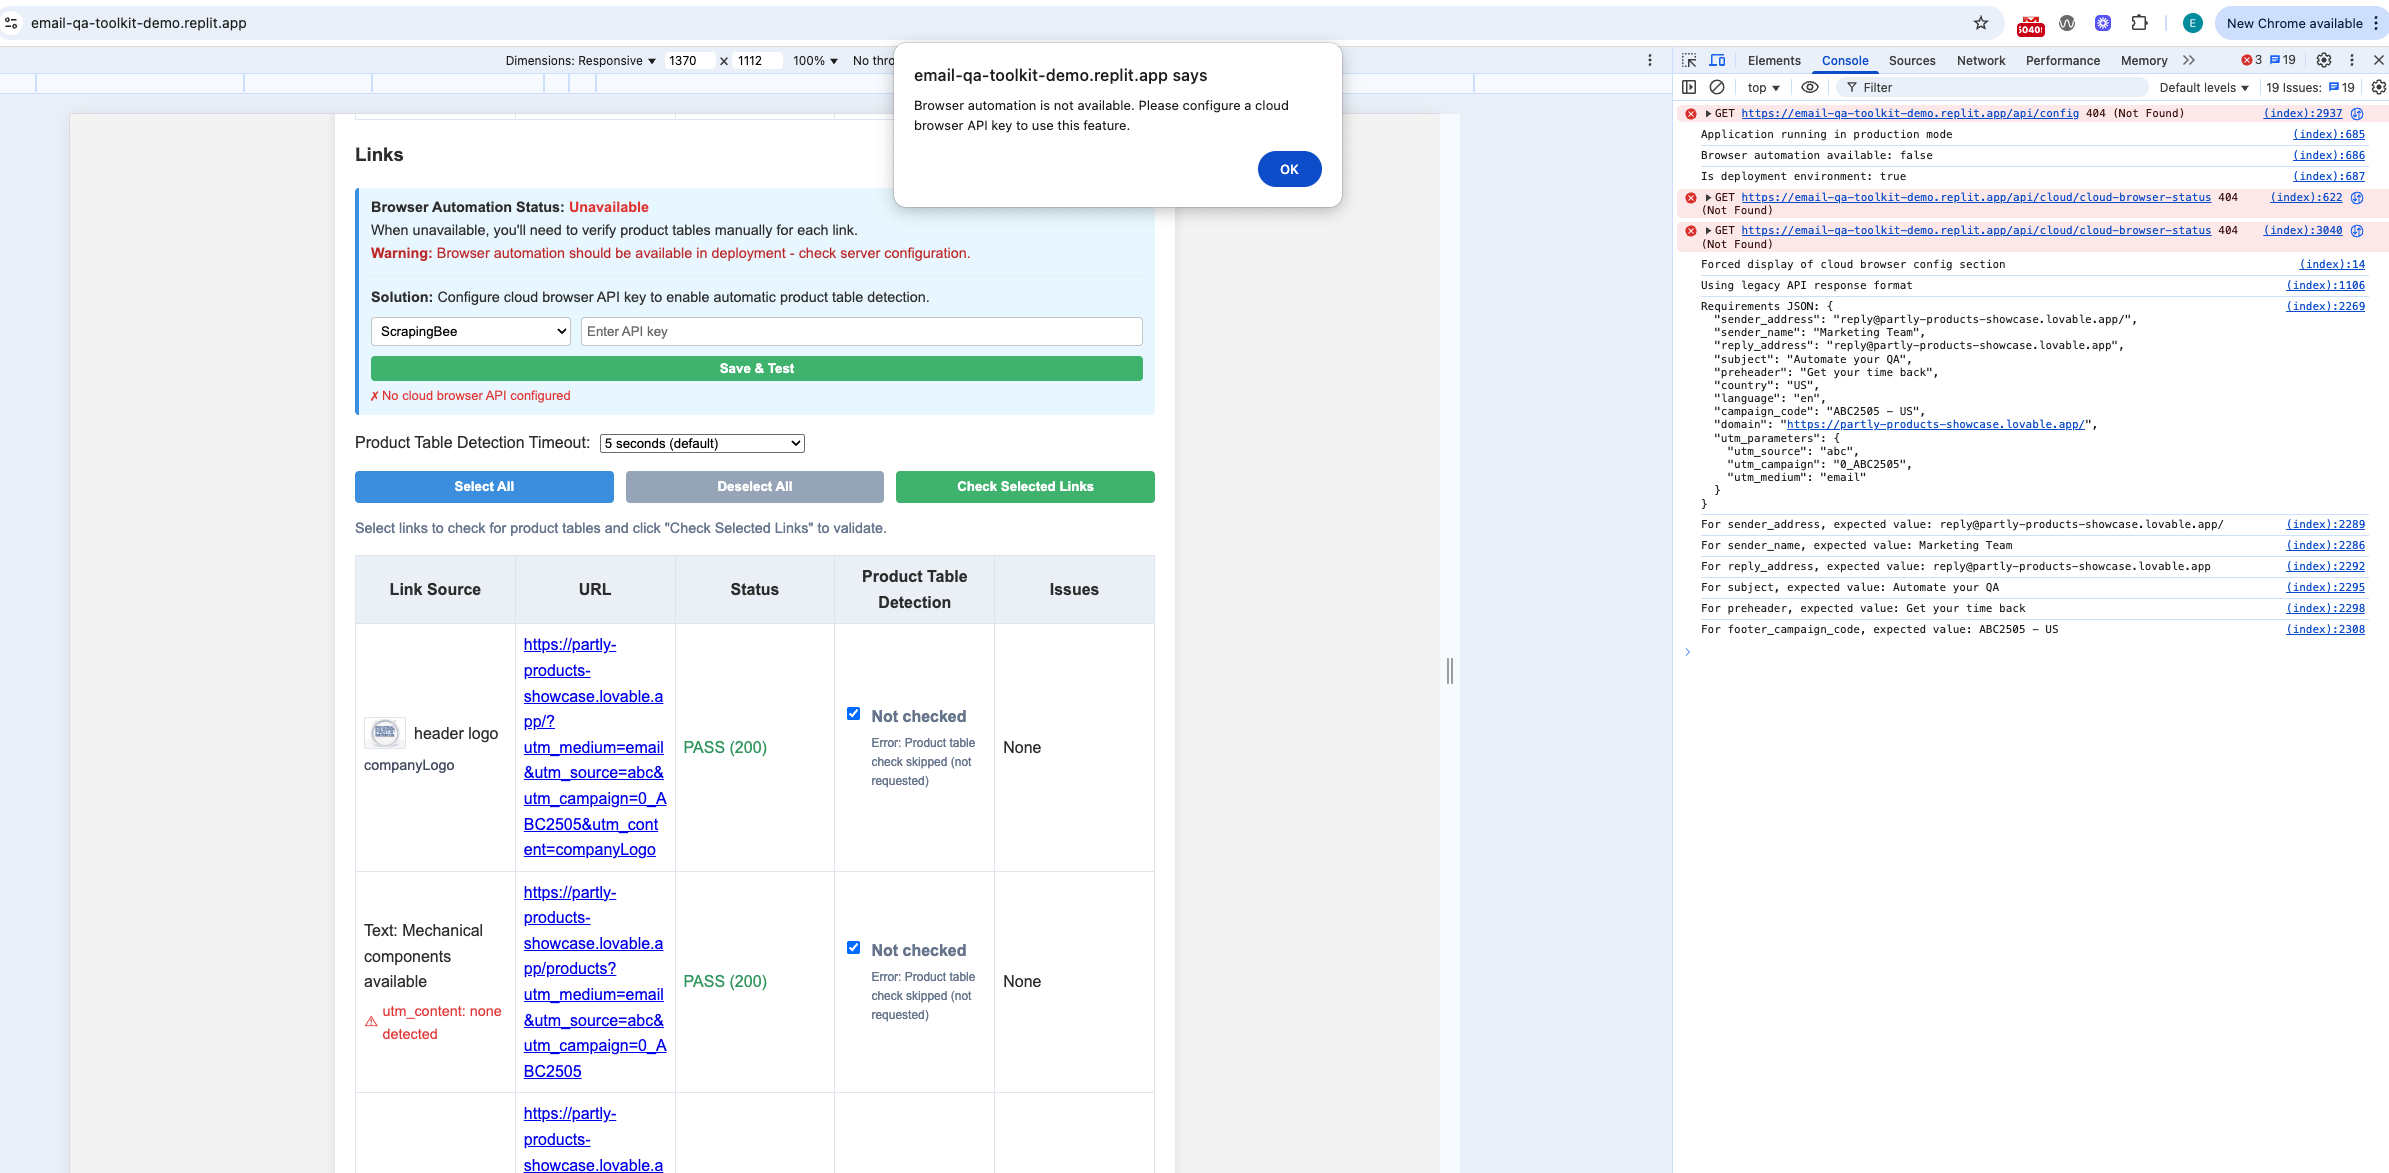 email-qa-toolkit-demo.replit.app
5040!
E
New Chrome available
Dimensions: Responsive 1370 × 1112 100% No thro
email-qa-toolkit-demo.replit.app says
Browser automation is not available. Please configure a cloud
browser API key to use this feature.
OK
Links
Browser Automation Status: Unavailable
When unavailable, you'll need to verify product tables manually for each link.
Warning: Browser automation should be available in deployment - check server configuration.
Solution: Configure cloud browser API key to enable automatic product table detection.
ScrapingBee
Enter API key
Save & Test
✗ No cloud browser API configured
Product Table Detection Timeout: 5 seconds (default)
Select All
Deselect All
Check Selected Links
Select links to check for product tables and click "Check Selected Links" to validate.
Link Source
URL
Status
Product Table
Detection
Issues
header logo
companyLogo
https://partly-
products-
showcase.lovable.a
pp/?
utm_medium=email
&utm_source=abc&
utm_campaign=0_A
BC2505&utm_cont
ent=companyLogo
PASS (200)
Not checked
Error: Product table
check skipped (not
requested)
None
Text: Mechanical
components
available
⚠ utm_content: none
detected
https://partly-
products-
showcase.lovable.a
pp/products?
utm_medium=email
&utm_source=abc&
utm_campaign=0_A
BC2505
PASS (200)
Not checked
Error: Product table
check skipped (not
requested)
None
https://partly-
products-
showcase.lovable.a
Elements Console Sources Network Performance Memory 3 19
top Filter Default levels 19 Issues: 19
GET https://email-qa-toolkit-demo.replit.app/api/config 404 (Not Found) (index):2937
Application running in production mode (index):685
Browser automation available: false (index):686
Is deployment environment: true (index):687
GET https://email-qa-toolkit-demo.replit.app/api/cloud/cloud-browser-status 404 (index):622
(Not Found)
GET https://email-qa-toolkit-demo.replit.app/api/cloud/cloud-browser-status 404 (index):3040
(Not Found)
Forced display of cloud browser config section (index):14
Using legacy API response format (index):1106
Requirements JSON: { (index):2269
"sender_address": "reply@partly-products-showcase.lovable.app/",
"sender_name": "Marketing Team",
"reply_address": "reply@partly-products-showcase.lovable.app",
"subject": "Automate your QA",
"preheader": "Get your time back",
"country": "US",
"language": "en",
"campaign_code": "ABC2505 - US",
"domain": "https://partly-products-showcase.lovable.app/",
"utm_parameters": {
"utm_source": "abc",
"utm_campaign": "0_ABC2505",
"utm_medium": "email"
}
}
For sender_address, expected value: reply@partly-products-showcase.lovable.app/ (index):2289
For sender_name, expected value: Marketing Team (index):2286
For reply_address, expected value: reply@partly-products-showcase.lovable.app (index):2292
For subject, expected value: Automate your QA (index):2295
For preheader, expected value: Get your time back (index):2298
For footer_campaign_code, expected value: ABC2505 - US (index):2308